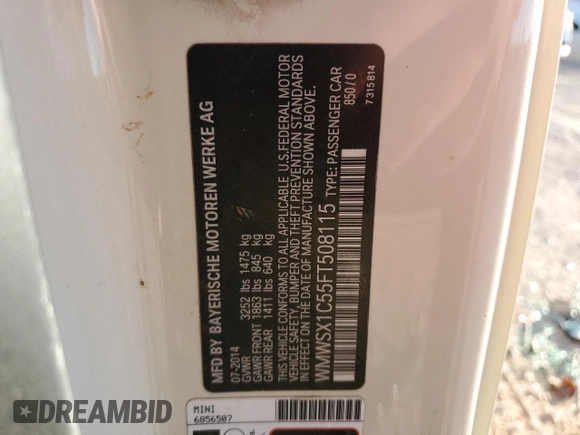 MFD BY BAYERISCHE MOTOREN WERKE AG
07-2014
GVWR 3252 lbs 1475 kg
GAWR FRONT 1863 lbs 845 kg
GAWR REAR 1411 lbs 640 kg
THIS VEHICLE CONFORMS TO ALL APPLICABLE U.S.FEDERAL MOTOR
VEHICLE SAFETY, BUMPER AND THEFT PREVENTION STANDARDS
IN EFFECT ON THE DATE OF MANUFACTURE SHOWN ABOVE.
WMWSX1C55FT508115 TYPE: PASSENGER CAR
850/0
7 315 814
MINI
6856507
DREAMBID